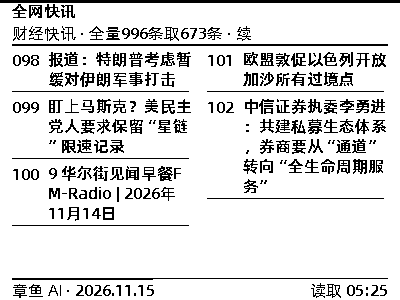 全网快讯
财经快讯 · 全量996条取673条 · 续
098 报道：特朗普考虑暂
缓对伊朗军事打击
099 盯上马斯克？美民主
党人要求保留“星链
”限速记录
100 9 华尔街见闻早餐F
M-Radio | 2026年
11月14日
101 欧盟敦促以色列开放
加沙所有过境点
102 中信证券执委李勇进
：共建私募生态体系
，券商要从“通道”
转向“全生命周期服
务”
章鱼 AI · 2026.11.15
读取 05:25